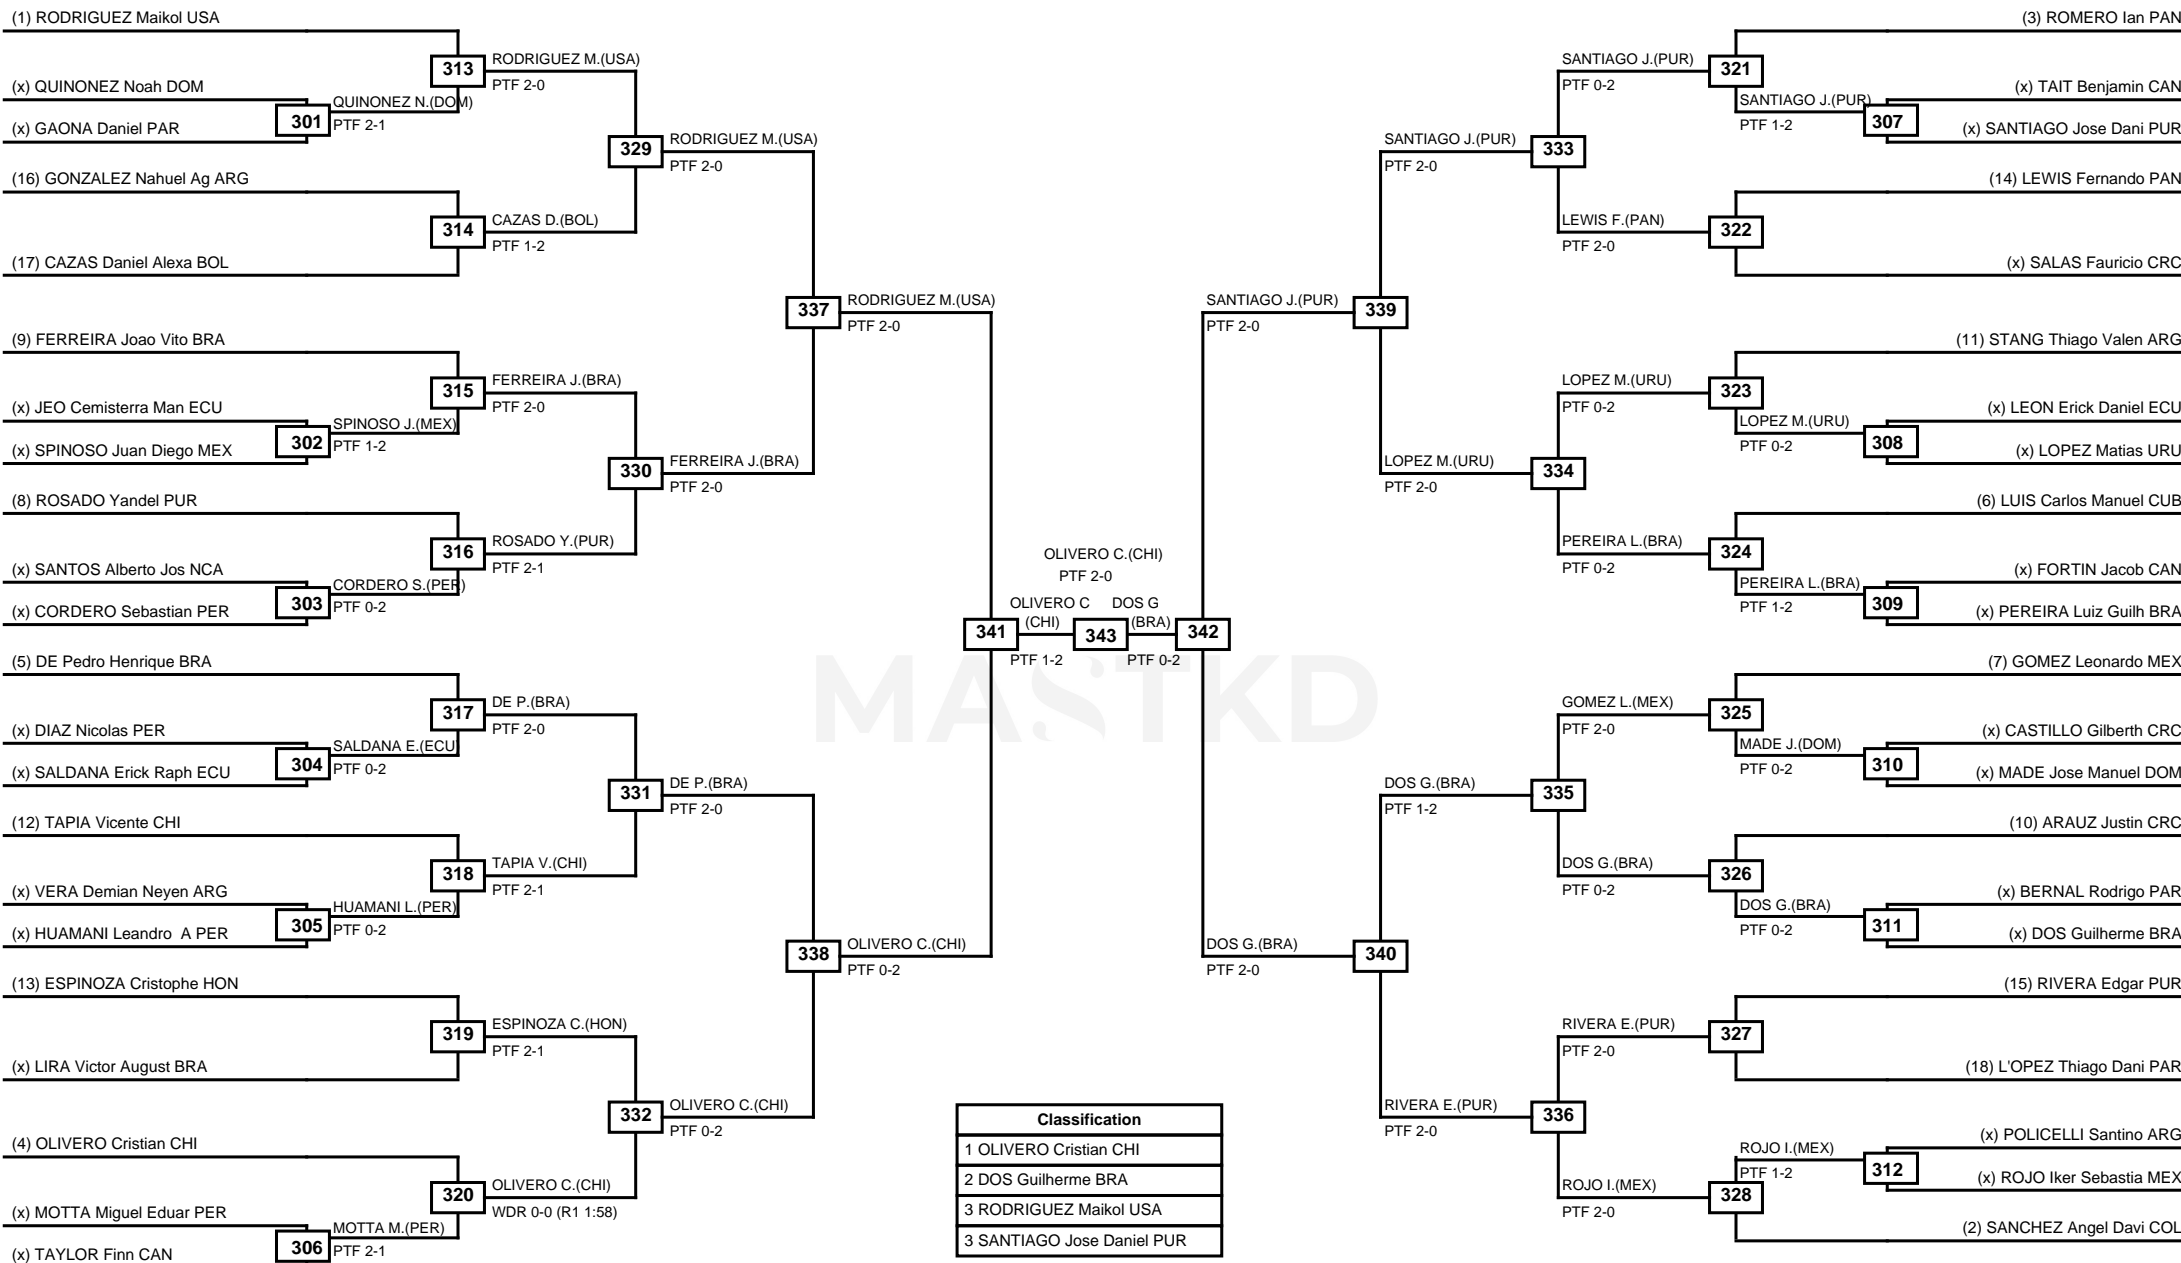 (1) RODRIGUEZ Maikol USA
313
RODRIGUEZ M.(USA)
PTF 2-0
(x) QUINONEZ Noah DOM
301
QUINONEZ N.(DOM)
PTF 2-1
(x) GAONA Daniel PAR
329
RODRIGUEZ M.(USA)
PTF 2-0
(16) GONZALEZ Nahuel Ag ARG
314
CAZAS D.(BOL)
PTF 1-2
(17) CAZAS Daniel Alexa BOL
337
RODRIGUEZ M.(USA)
PTF 2-0
(9) FERREIRA Joao Vito BRA
315
FERREIRA J.(BRA)
PTF 2-0
(x) JEO Cemisterra Man ECU
302
SPINOSO J.(MEX)
PTF 1-2
(x) SPINOSO Juan Diego MEX
330
FERREIRA J.(BRA)
PTF 2-0
(8) ROSADO Yandel PUR
316
ROSADO Y.(PUR)
PTF 2-1
(x) SANTOS Alberto Jos NCA
303
CORDERO S.(PER)
PTF 0-2
(x) CORDERO Sebastian PER
(5) DE Pedro Henrique BRA
317
DE P.(BRA)
PTF 2-0
(x) DIAZ Nicolas PER
304
SALDANA E.(ECU
PTF 0-2
(x) SALDANA Erick Raph ECU
331
DE P.(BRA)
PTF 2-0
(12) TAPIA Vicente CHI
318
TAPIA V.(CHI)
PTF 2-1
(x) VERA Demian Neyen ARG
305
HUAMANI L.(PER)
PTF 0-2
(x) HUAMANI Leandro  A PER
338
OLIVERO C.(CHI)
PTF 0-2
(13) ESPINOZA Cristophe HON
319
ESPINOZA C.(HON)
PTF 2-1
(x) LIRA Victor August BRA
332
OLIVERO C.(CHI)
PTF 0-2
(4) OLIVERO Cristian CHI
320
OLIVERO C.(CHI)
WDR 0-0 (R1 1:58)
(x) MOTTA Miguel Eduar PER
306
MOTTA M.(PER)
PTF 2-1
(x) TAYLOR Finn CAN
OLIVERO C.(CHI)
PTF 2-0
OLIVERO C
(CHI)
DOS G
(BRA)
341
343
342
PTF 1-2
PTF 0-2
MASTKD
Classification
1 OLIVERO Cristian CHI
2 DOS Guilherme BRA
3 RODRIGUEZ Maikol USA
3 SANTIAGO Jose Daniel PUR
(3) ROMERO Ian PAN
SANTIAGO J.(PUR)
PTF 0-2
321
(x) TAIT Benjamin CAN
SANTIAGO J.(PUR)
PTF 1-2
307
(x) SANTIAGO Jose Dani PUR
SANTIAGO J.(PUR)
PTF 2-0
333
(14) LEWIS Fernando PAN
LEWIS F.(PAN)
PTF 2-0
322
(x) SALAS Fauricio CRC
SANTIAGO J.(PUR)
PTF 2-0
339
(11) STANG Thiago Valen ARG
LOPEZ M.(URU)
PTF 0-2
323
(x) LEON Erick Daniel ECU
LOPEZ M.(URU)
PTF 0-2
308
(x) LOPEZ Matias URU
LOPEZ M.(URU)
PTF 2-0
334
(6) LUIS Carlos Manuel CUB
PEREIRA L.(BRA)
PTF 0-2
324
(x) FORTIN Jacob CAN
PEREIRA L.(BRA)
PTF 1-2
309
(x) PEREIRA Luiz Guilh BRA
(7) GOMEZ Leonardo MEX
GOMEZ L.(MEX)
PTF 2-0
325
(x) CASTILLO Gilberth CRC
MADE J.(DOM)
PTF 0-2
310
(x) MADE Jose Manuel DOM
DOS G.(BRA)
PTF 1-2
335
(10) ARAUZ Justin CRC
DOS G.(BRA)
PTF 0-2
326
(x) BERNAL Rodrigo PAR
DOS G.(BRA)
PTF 0-2
311
(x) DOS Guilherme BRA
DOS G.(BRA)
PTF 2-0
340
(15) RIVERA Edgar PUR
RIVERA E.(PUR)
PTF 2-0
327
(18) L'OPEZ Thiago Dani PAR
RIVERA E.(PUR)
PTF 2-0
336
(x) POLICELLI Santino ARG
ROJO I.(MEX)
PTF 1-2
312
(x) ROJO Iker Sebastia MEX
ROJO I.(MEX)
PTF 2-0
328
(2) SANCHEZ Angel Davi COL